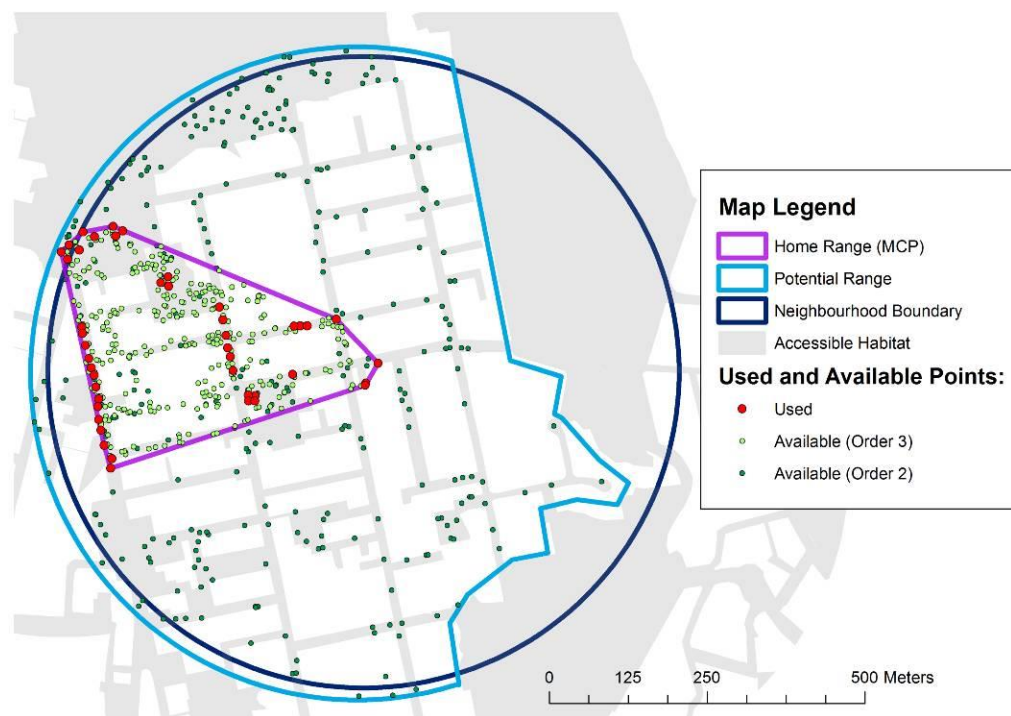 Map Legend
Home Range (MCP)
Potential Range
Neighbourhood Boundary
Accessible Habitat
Used and Available Points:
Used
Available (Order 3)
Available (Order 2)
0 125 250 500 Meters